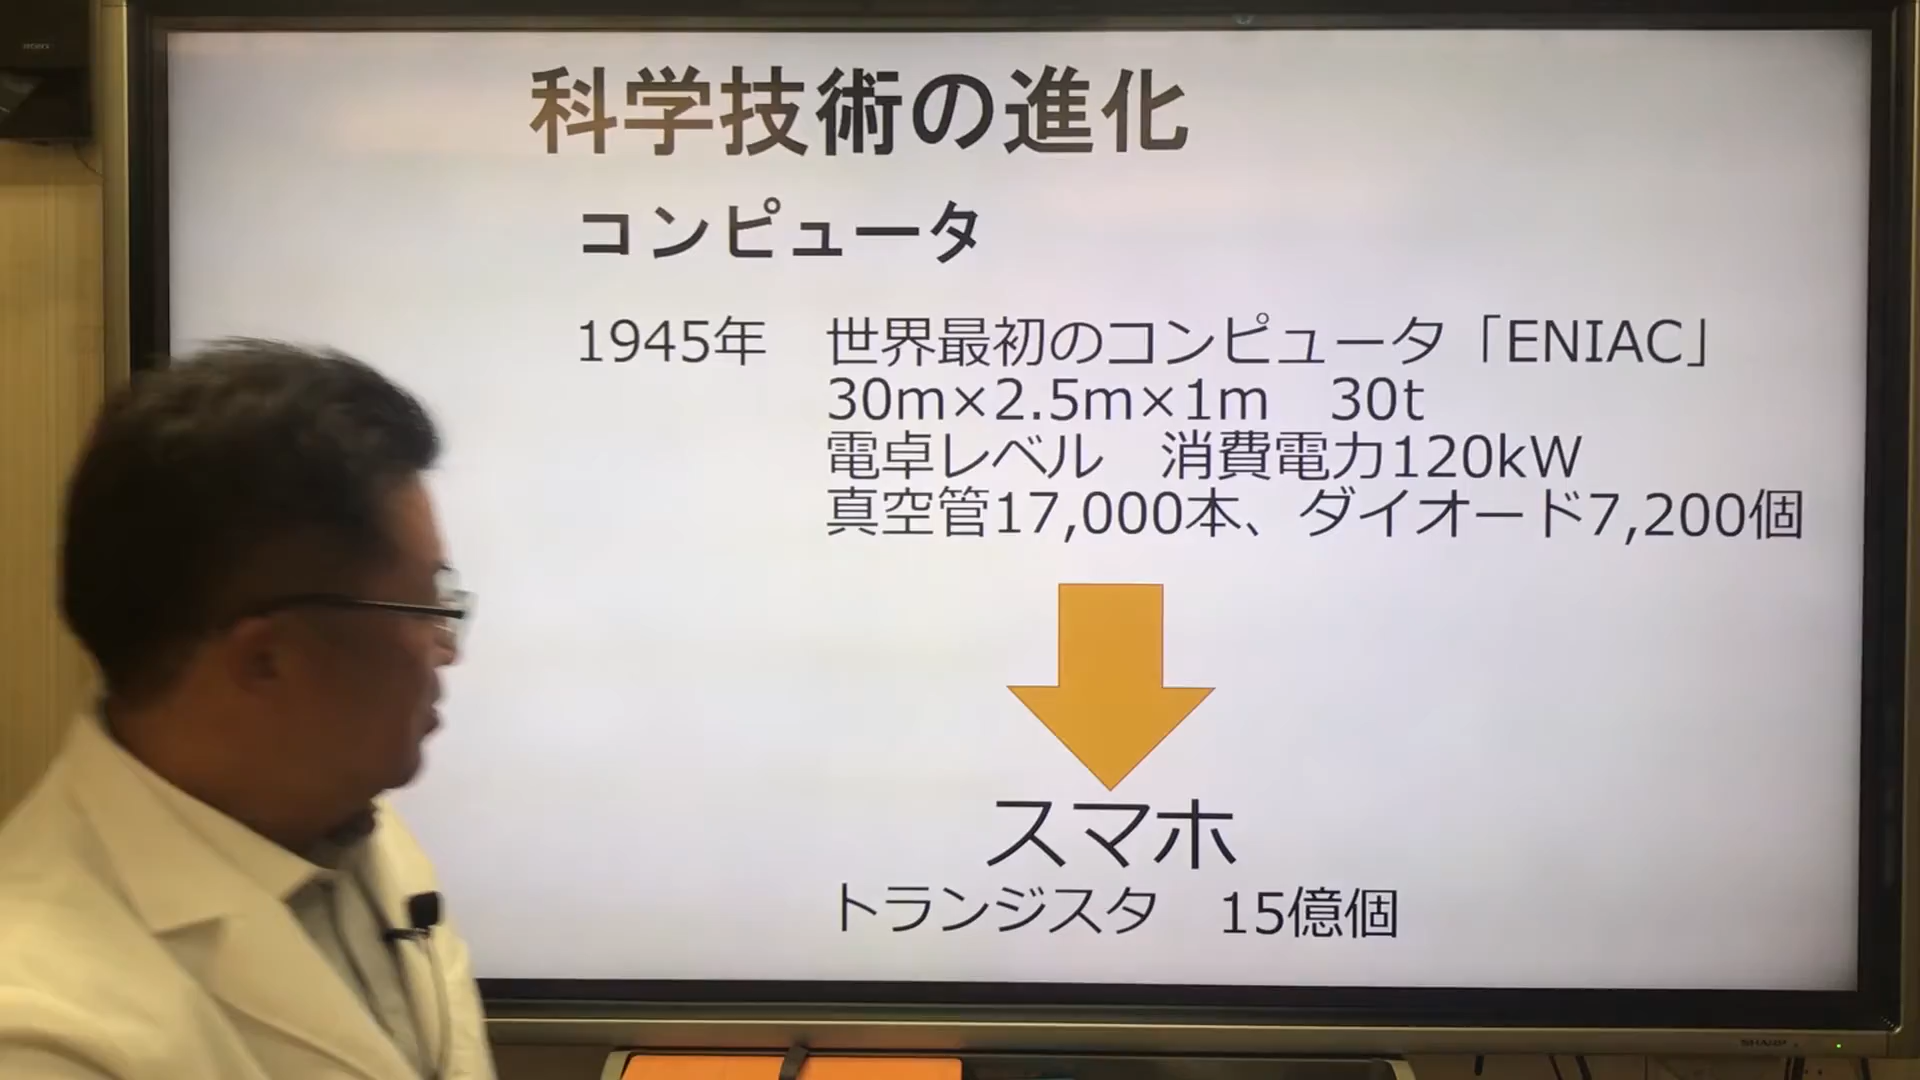 科学技術の進化
コンピュータ
1945年　世界最初のコンピュータ「ENIAC」
30m×2.5m×1m　30t
電卓レベル　消費電力120kW
真空管17,000本、ダイオード7,200個
スマホ
トランジスタ　15億個
SHARP